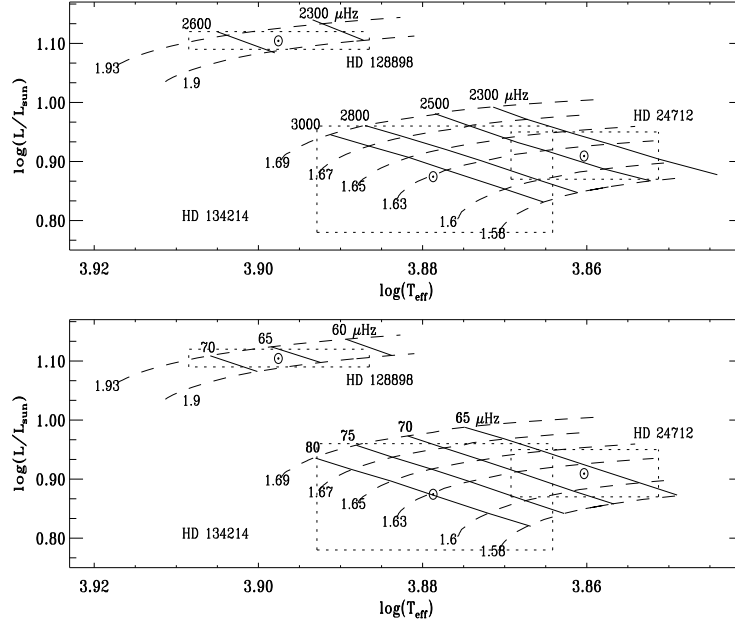 2300 μHz
2600
1.10
HD 128898
1.93
1.9
2300 μHz
1.00
2500
2800
HD 24712
3000
log(L/Lsun)
0.90
1.69
1.67
1.65
1.63
1.6
0.80
HD 134214
1.58
3.92
3.90
3.88
3.86
log(Teff)
60 μHz
65
70
1.10
HD 128898
1.93
1.9
65 μHz
1.00
70
75
HD 24712
80
log(L/Lsun)
0.90
1.69
1.67
1.65
1.63
1.6
0.80
HD 134214
1.58
3.92
3.90
3.88
3.86
log(Teff)